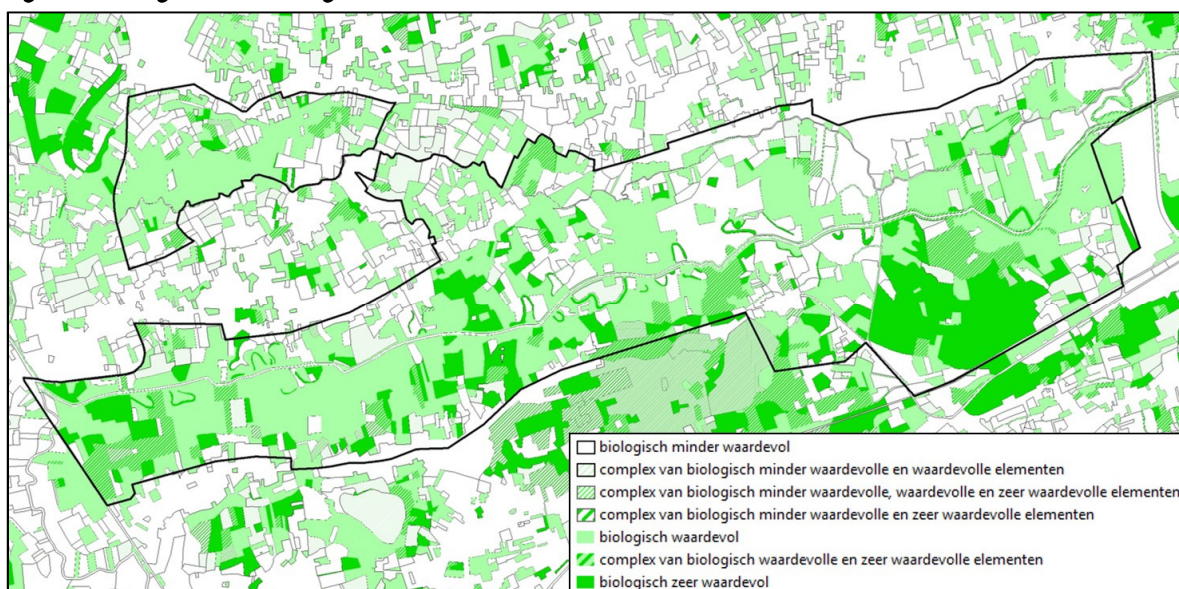 biologisch minder waardevol
complex van biologisch minder waardevolle en waardevolle elementen
complex van biologisch minder waardevolle, waardevolle en zeer waardevolle elementen
complex van biologisch minder waardevolle en zeer waardevolle elementen
biologisch waardevol
complex van biologisch waardevolle en zeer waardevolle elementen
biologisch zeer waardevol